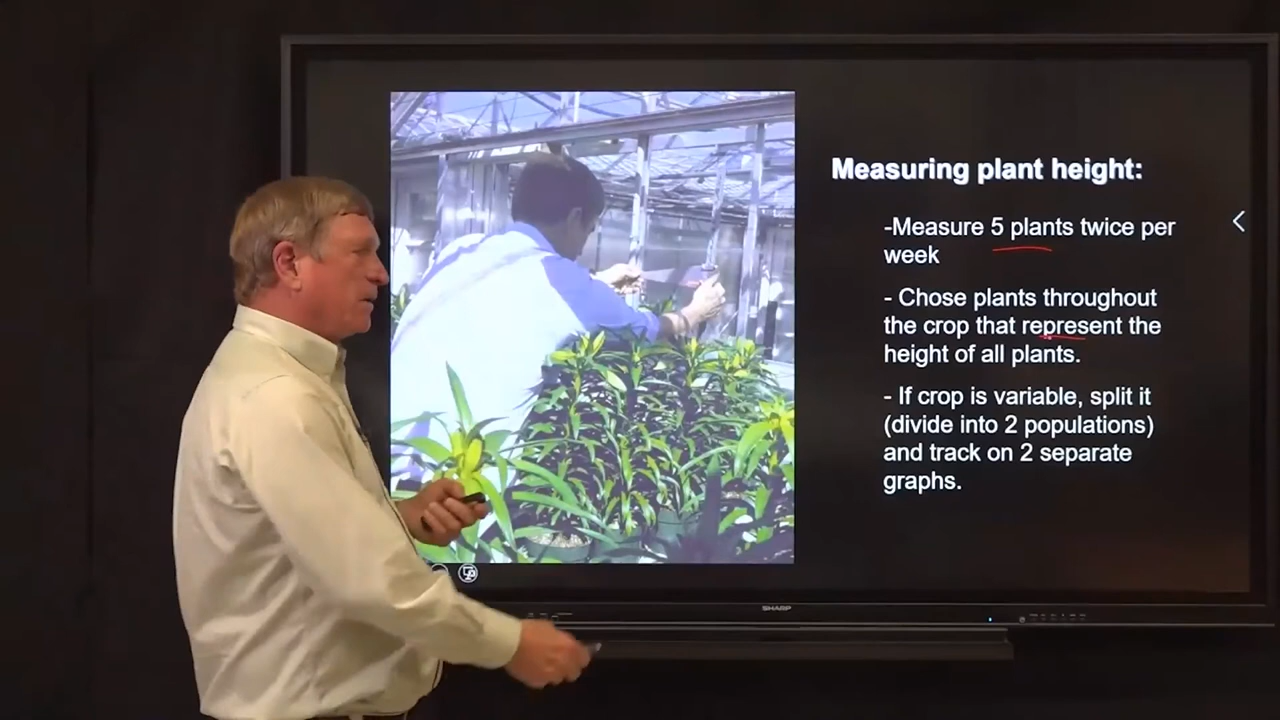 Measuring plant height:
-Measure 5 plants twice per
week
- Chose plants throughout
the crop that represent the
height of all plants.
- If crop is variable, split it
(divide into 2 populations)
and track on 2 separate
graphs.
SHARP